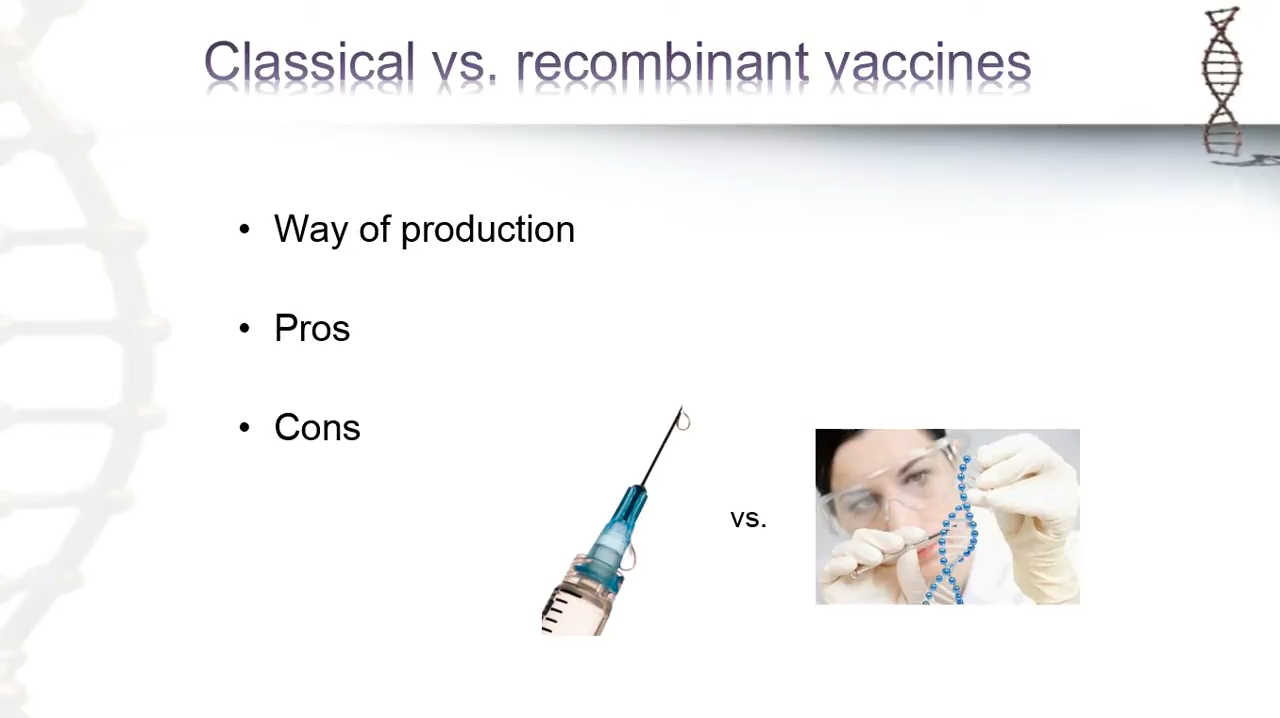 Classical vs. recombinant vaccines
• Way of production
• Pros
• Cons
vs.